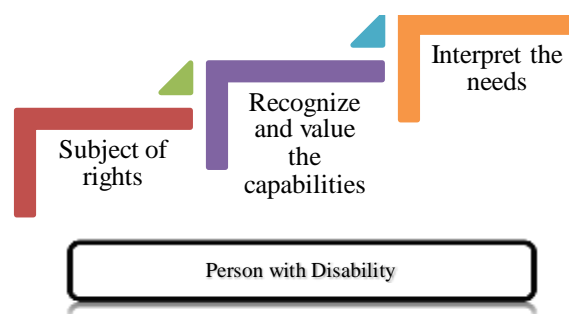 Subject of
rights
Recognize
and value
the
capabilities
Interpret the
needs
Person with Disability